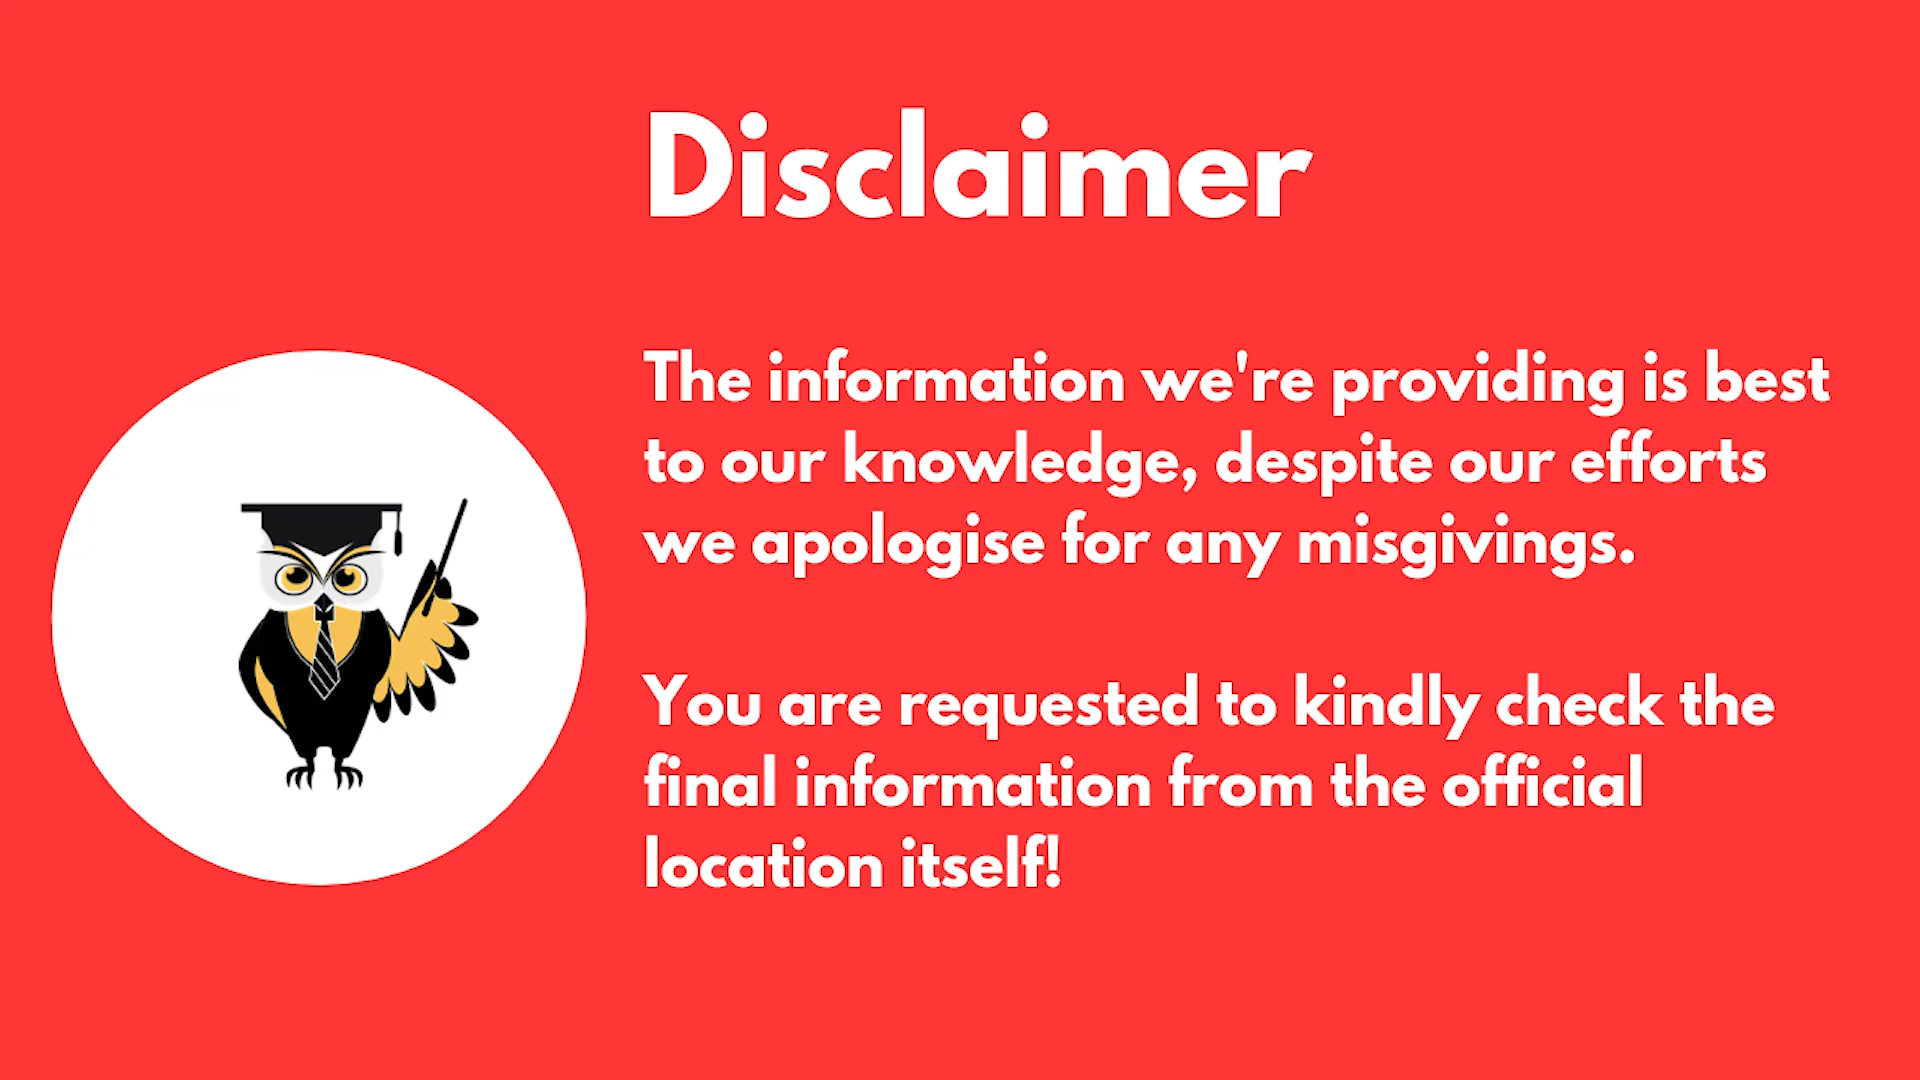 Disclaimer
The information we're providing is best
to our knowledge, despite our efforts
we apologise for any misgivings.
You are requested to kindly check the
final information from the official
location itself!